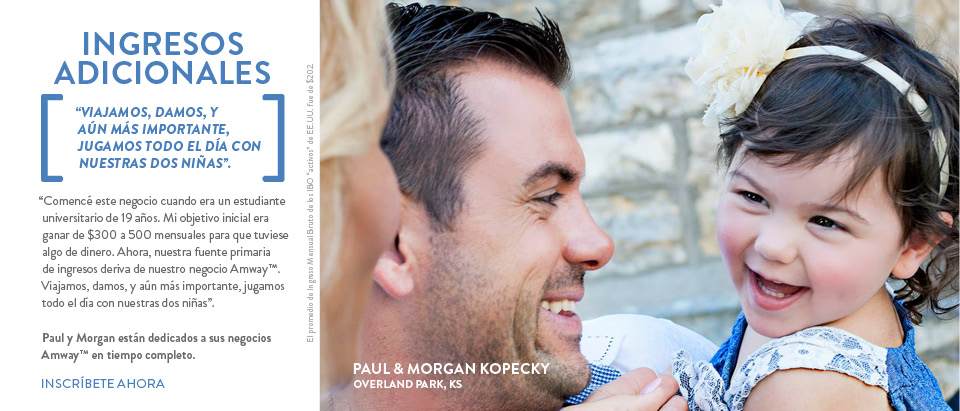 INGRESOS
ADICIONALES
“VIAJAMOS, DAMOS, Y
AÚN MÁS IMPORTANTE,
JUGAMOS TODO EL DÍA CON
NUESTRAS DOS NIÑAS”.
“Comencé este negocio cuando era un estudiante
universitario de 19 años. Mi objetivo inicial era
ganar de $300 a 500 mensuales para que tuviese
algo de dinero. Ahora, nuestra fuente primaria
de ingresos deriva de nuestro negocio Amway™.
Viajamos, damos, y aún más importante, jugamos
todo el día con nuestras dos niñas”.
Paul y Morgan están dedicados a sus negocios
Amway™ en tiempo completo.
INSCRÍBETE AHORA
El promedio de Ingreso Mensual Bruto de los IBO “activos” de EE.UU. fue de $202.
PAUL & MORGAN KOPECKY
OVERLAND PARK, KS